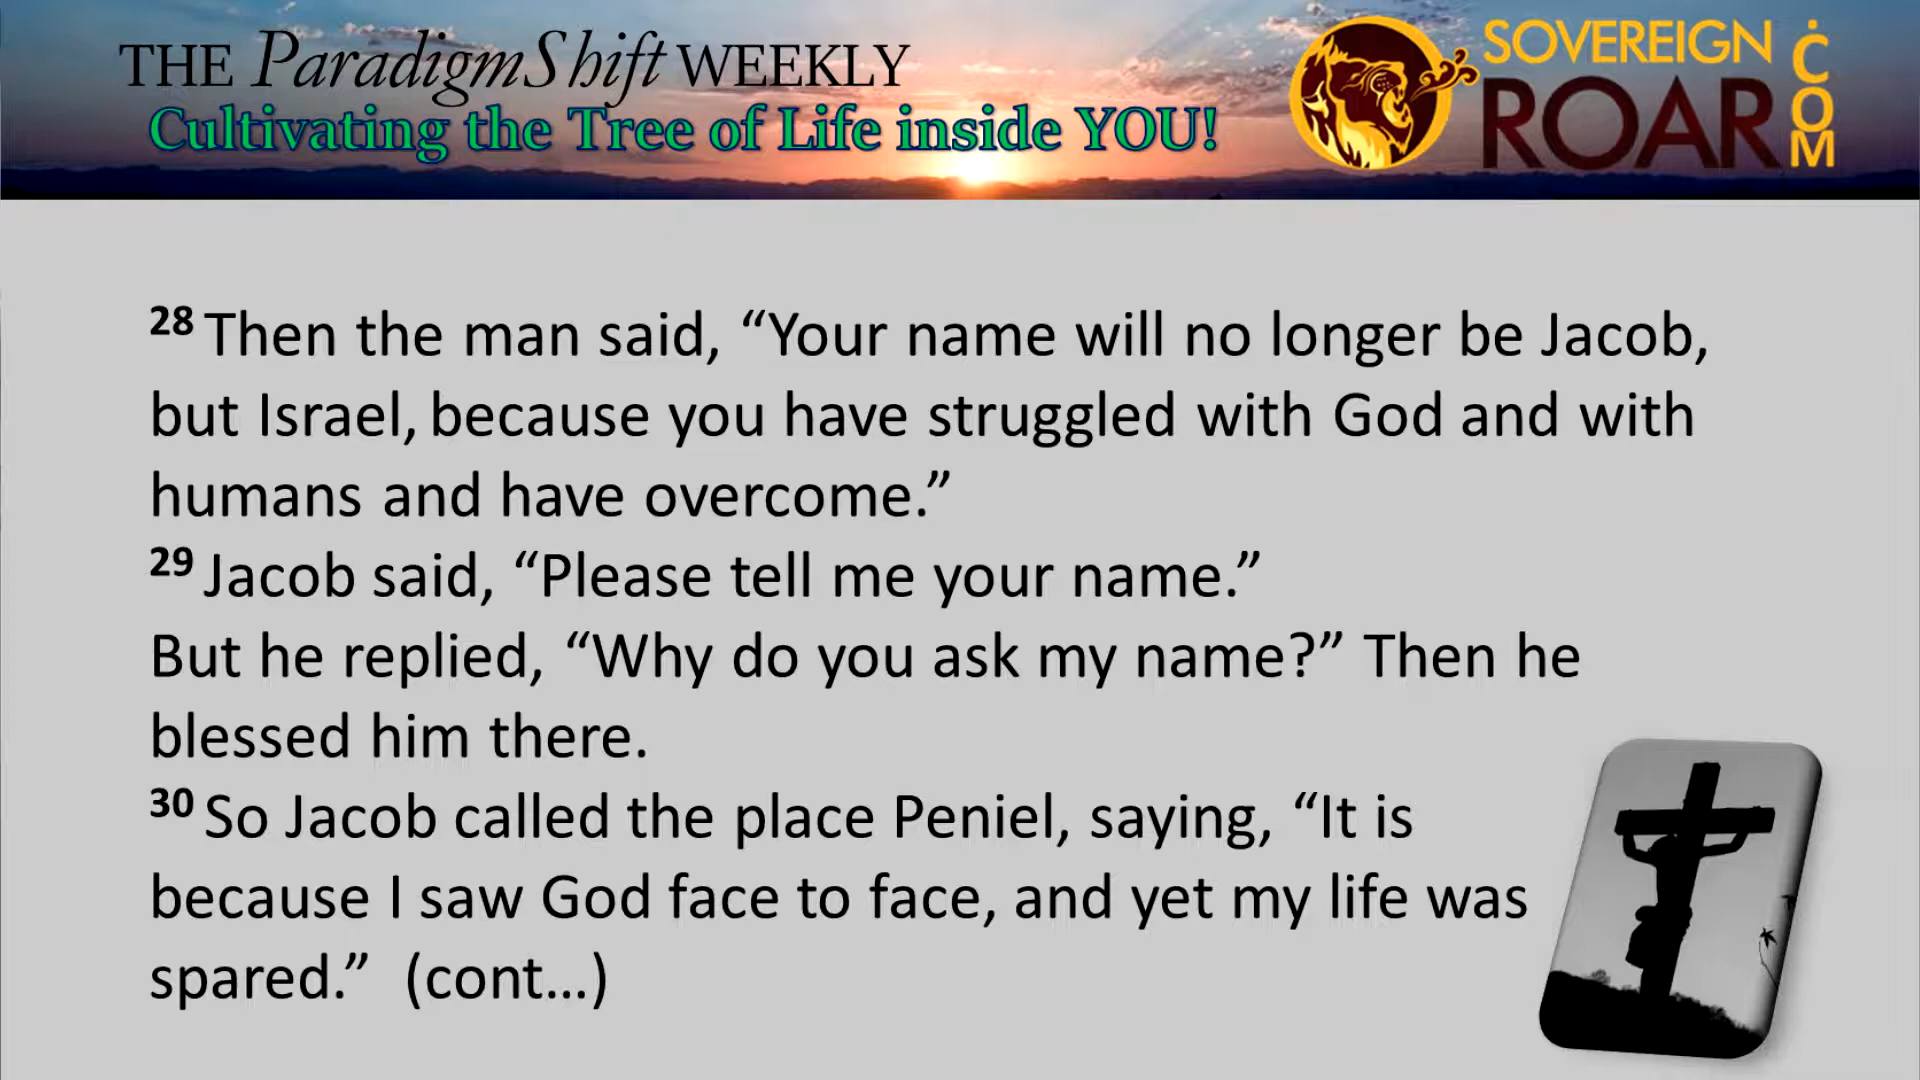 THE ParadigmShift WEEKLY
Cultivating the Tree of Life inside YOU!
SOVEREIGN
ROAR
.COM
28 Then the man said, “Your name will no longer be Jacob,
but Israel, because you have struggled with God and with
humans and have overcome.”
29 Jacob said, “Please tell me your name.”
But he replied, “Why do you ask my name?” Then he
blessed him there.
30 So Jacob called the place Peniel, saying, “It is
because I saw God face to face, and yet my life was
spared.” (cont…)